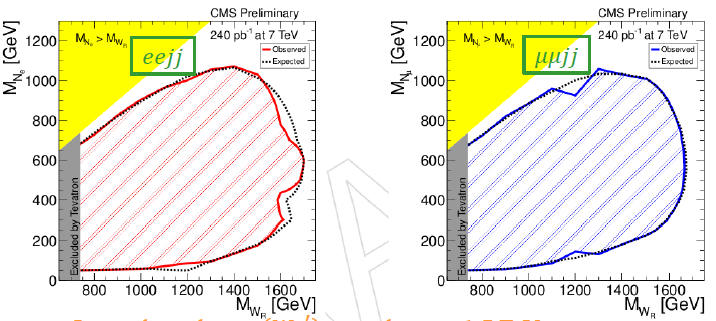 CMS Preliminary
M_{N_e} > M_{W_R}
240 pb⁻¹ at 7 TeV
eejj
Observed
Expected
M_{N_e} [GeV]
1200
1000
800
600
400
200
0
Excluded by Tevatron
800 1000 1200 1400 1600
M_{W_R} [GeV]
CMS Preliminary
M_{N_μ} > M_{W_R}
240 pb⁻¹ at 7 TeV
μμjj
Observed
Expected
M_{N_μ} [GeV]
1200
1000
800
600
400
200
0
Excluded by Tevatron
800 1000 1200 1400 1600
M_{W_R} [GeV]